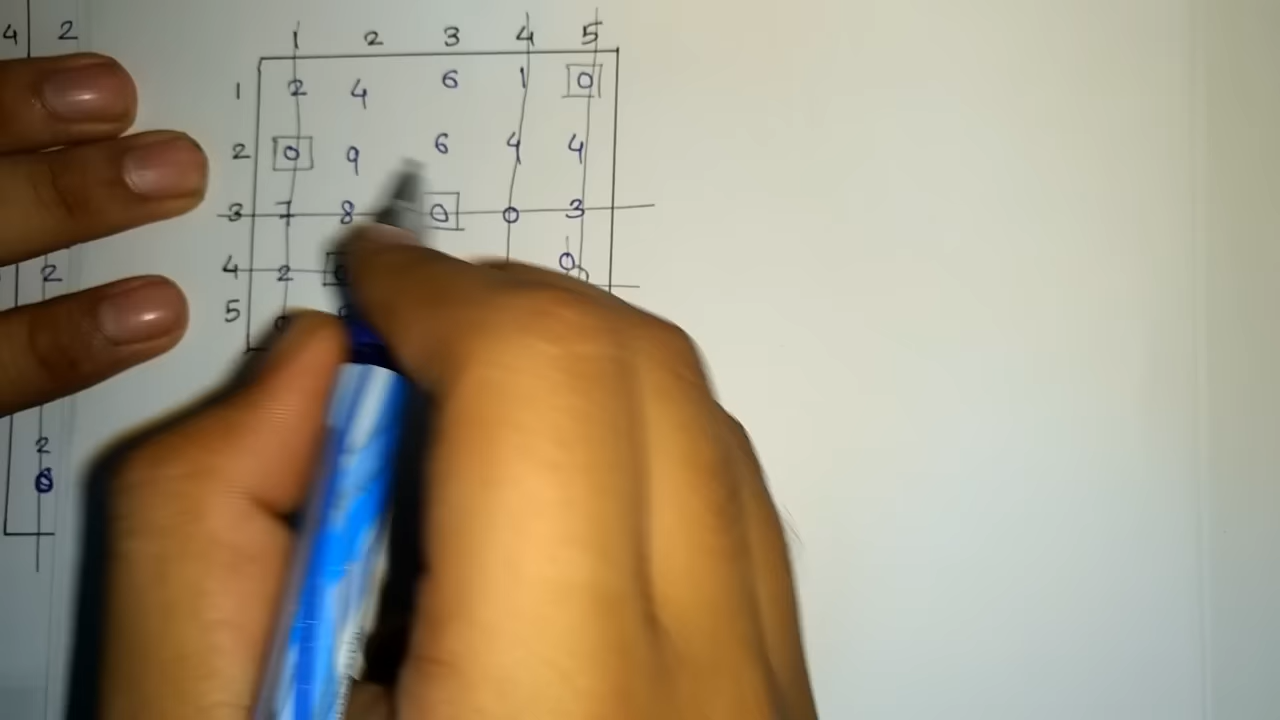 4 2
1 2 3 4 5
1 2 4 6 1 0
2 0 9 6 4 4
3 7 8 0 0 3
4 2 0
5
2
2